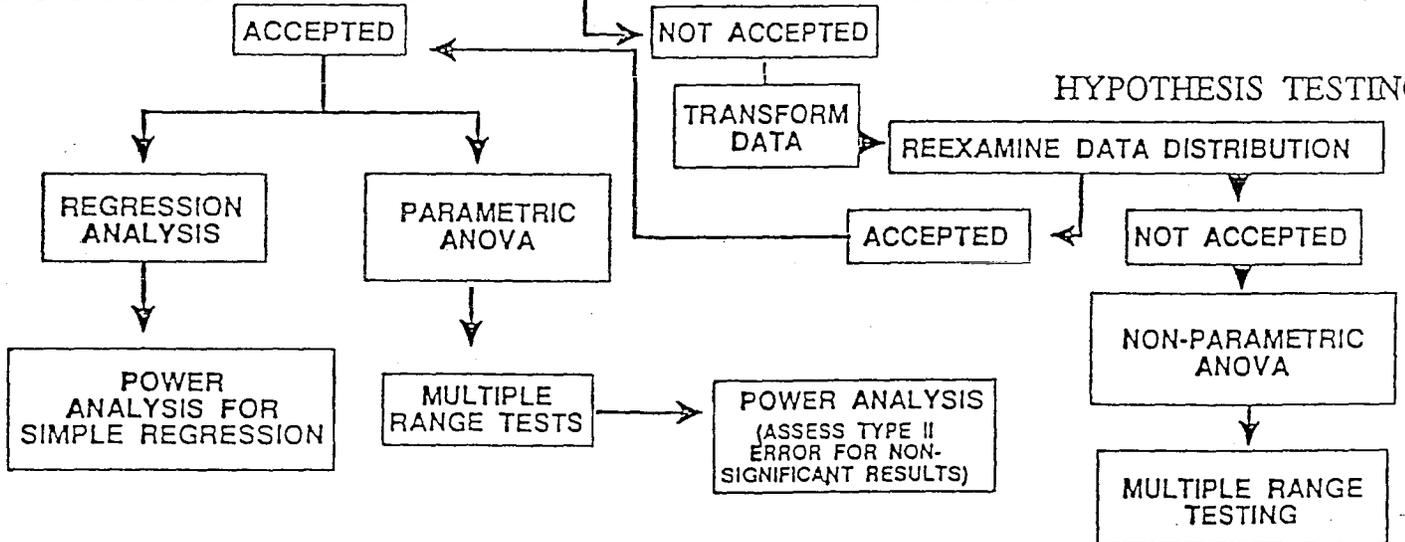 ACCEPTED
NOT ACCEPTED
HYPOTHESIS TESTING
TRANSFORM
DATA
REEXAMINE DATA DISTRIBUTION
REGRESSION
ANALYSIS
PARAMETRIC
ANOVA
ACCEPTED
NOT ACCEPTED
NON-PARAMETRIC
ANOVA
POWER
ANALYSIS FOR
SIMPLE REGRESSION
MULTIPLE
RANGE TESTS
POWER ANALYSIS
(ASSESS TYPE II
ERROR FOR NON-
SIGNIFICANT RESULTS)
MULTIPLE RANGE
TESTING